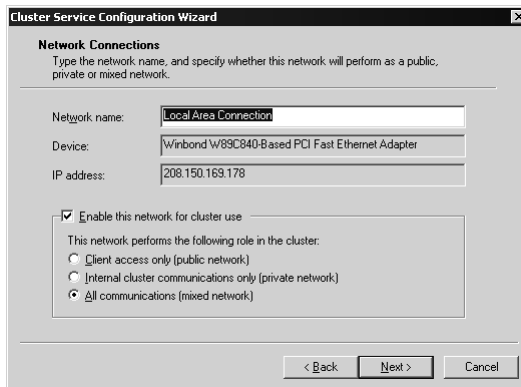 Cluster Service Configuration Wizard
Network Connections
Type the network name, and specify whether this network will perform as a public,
private or mixed network.
Network name: Local Area Connection
Device: Winbond W89C840-Based PCI Fast Ethernet Adapter
IP address: 208.150.169.178
Enable this network for cluster use
This network performs the following role in the cluster:
Client access only (public network)
Internal cluster communications only (private network)
All communications (mixed network)
< Back Next > Cancel